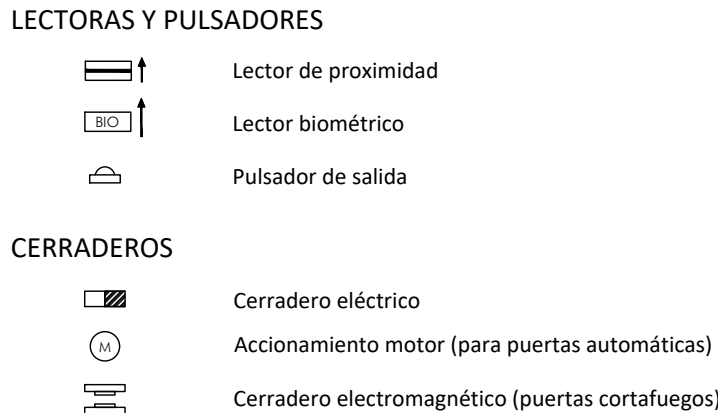 LECTORAS Y PULSADORES
Lector de proximidad
BIO Lector biométrico
Pulsador de salida
CERRADEROS
Cerradero eléctrico
M Accionamiento motor (para puertas automáticas)
Cerradero electromagnético (puertas cortafuegos)